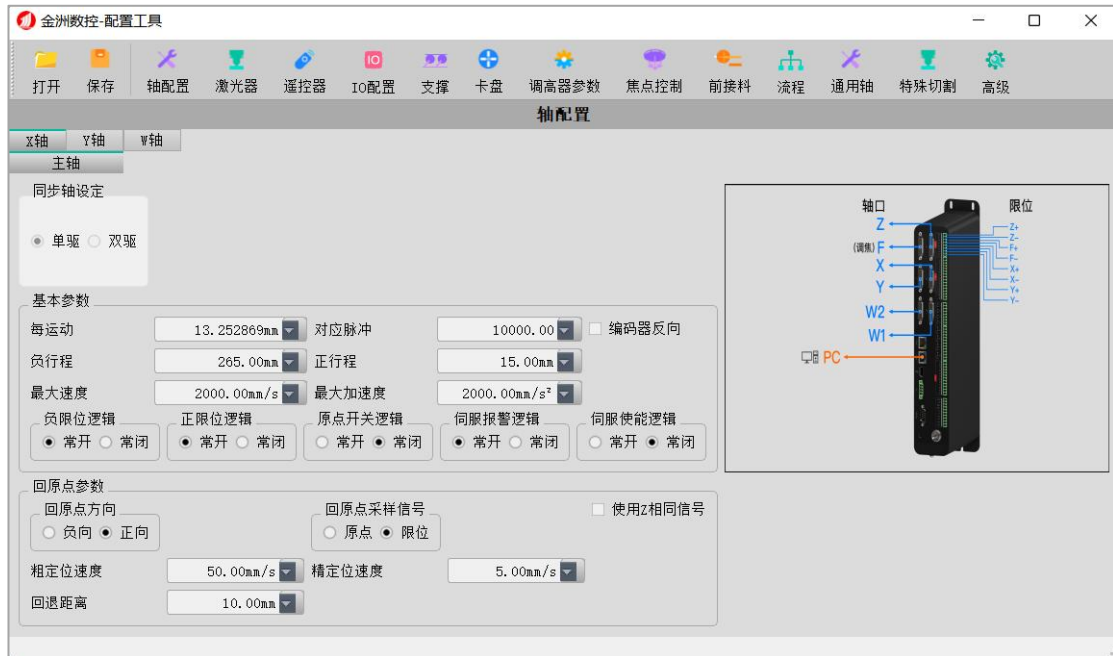 金洲数控-配置工具
打开 保存 轴配置 激光器 遥控器 IO配置 支撑 卡盘 调高器参数 焦点控制 前接料 流程 通用轴 特殊切割 高级
IO
轴配置
X轴 Y轴 W轴
主轴
同步轴设定
单驱 双驱
基本参数
每运动 13.252869mm 对应脉冲 10000.00 编码器反向
负行程 265.00mm 正行程 15.00mm
最大速度 2000.00mm/s 最大加速度 2000.00mm/s²
负限位逻辑 正限位逻辑 原点开关逻辑 伺服报警逻辑 伺服使能逻辑
常开 常闭 常开 常闭 常开 常闭 常开 常闭 常开 常闭
回原点参数
回原点方向 回原点采样信号 使用Z相同信号
负向 正向 原点 限位
粗定位速度 50.00mm/s 精定位速度 5.00mm/s
回退距离 10.00mm
轴口 限位
Z
(调焦) F
X
Y
W2
W1
PC
Z+
Z-
F+
F-
X+
X-
Y+
Y-